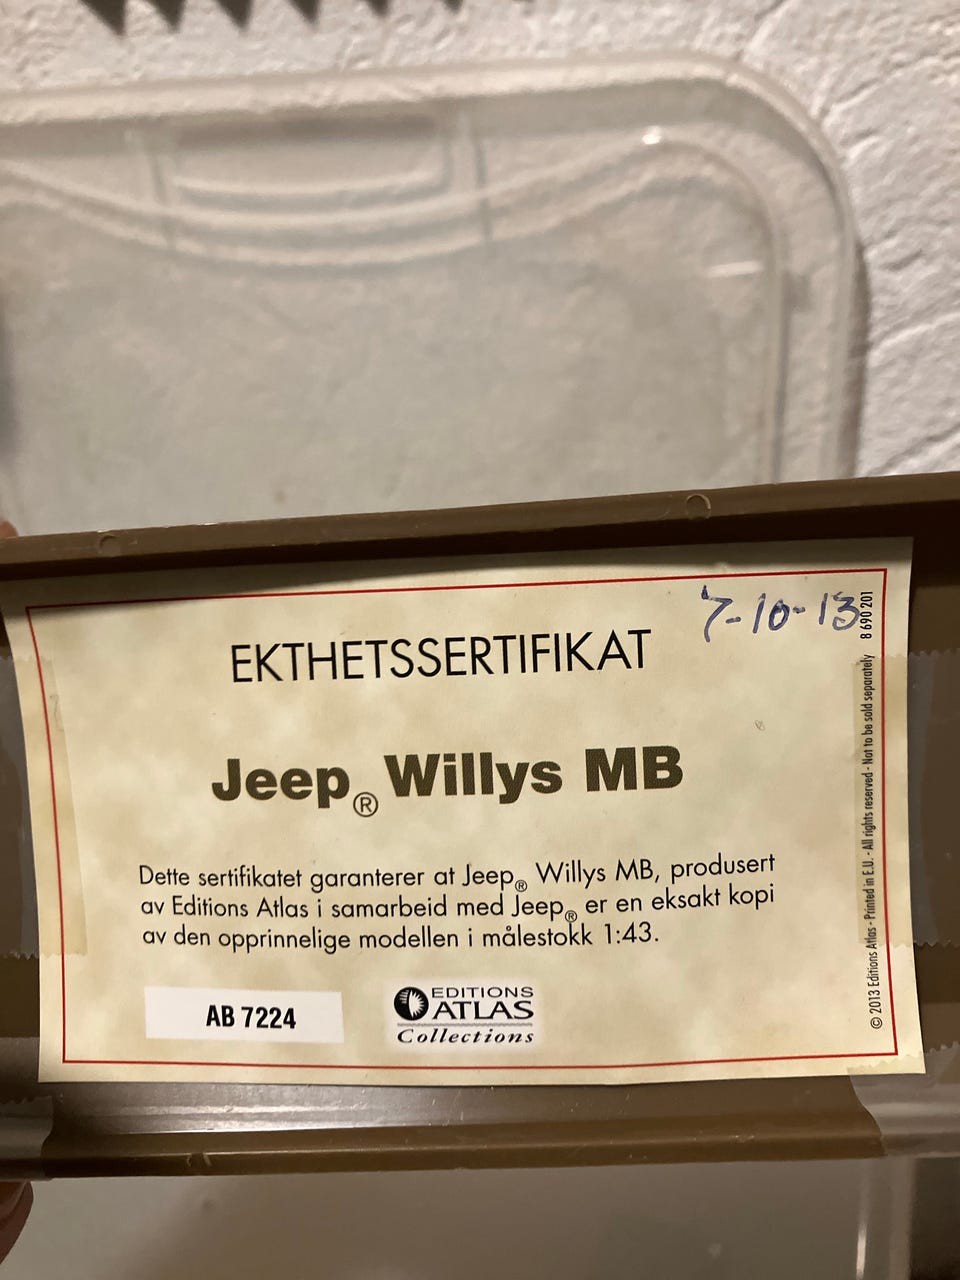 7-10-13
EKTHETSSERTIFIKAT
Jeep® Willys MB
Dette sertifikatet garanterer at Jeep® Willys MB, produsert
av Editions Atlas i samarbeid med Jeep® er en eksakt kopi
av den opprinnelige modellen i målestokk 1:43.
AB 7224
EDITIONS
ATLAS
Collections
© 2013 Editions Atlas - Printed in E.U. - All rights reserved - Not to be sold separately 8 690 201